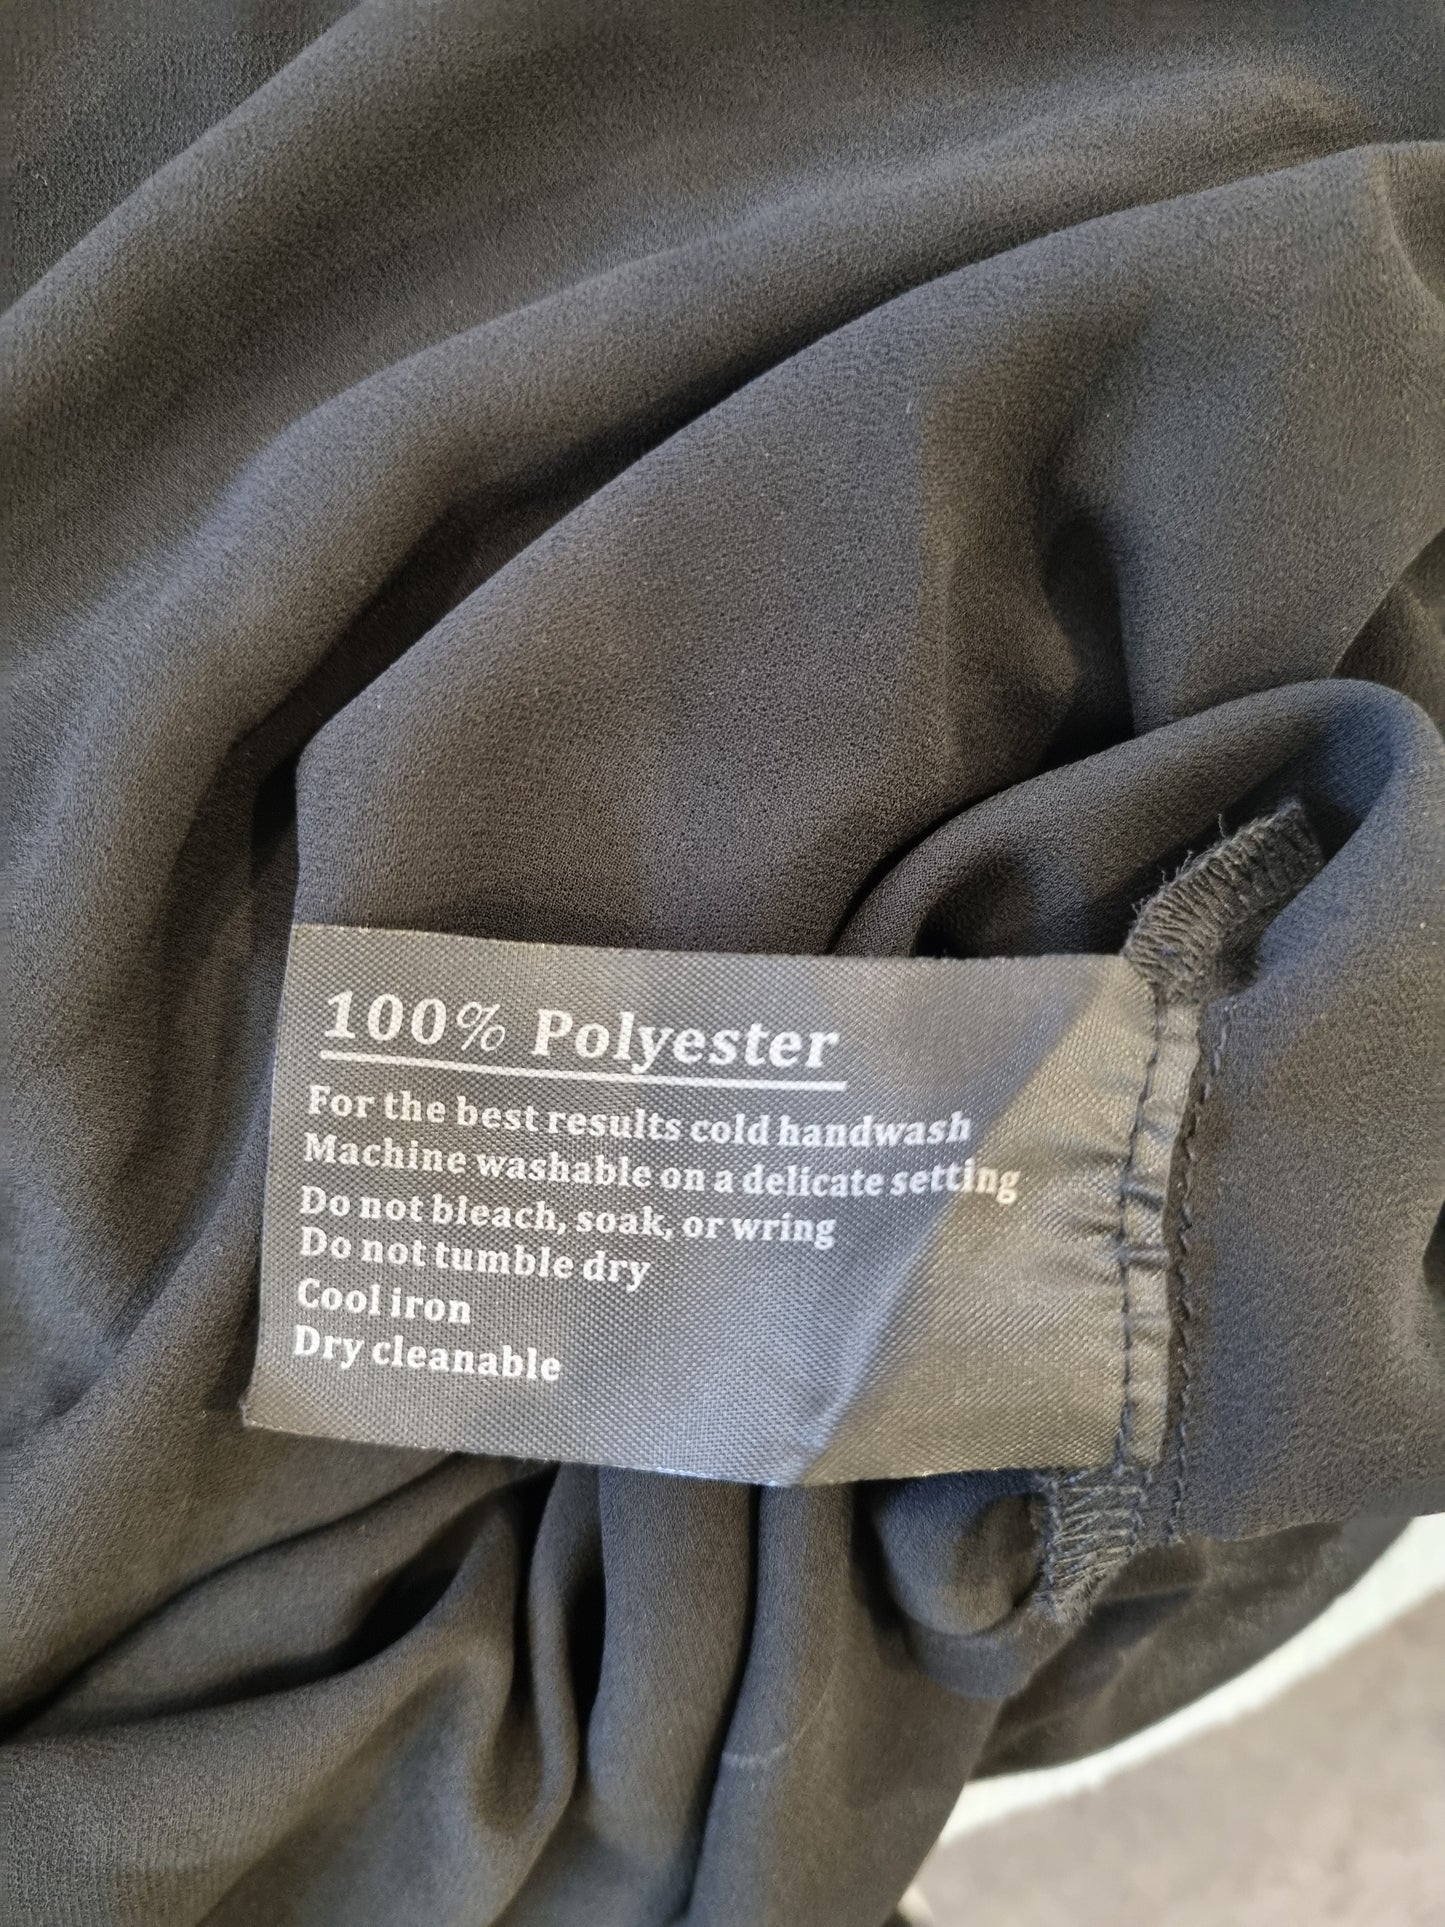 100% Polyester
For the best results cold handwash
Machine washable on a delicate setting
Do not bleach, soak, or wring
Do not tumble dry
Cool iron
Dry cleanable